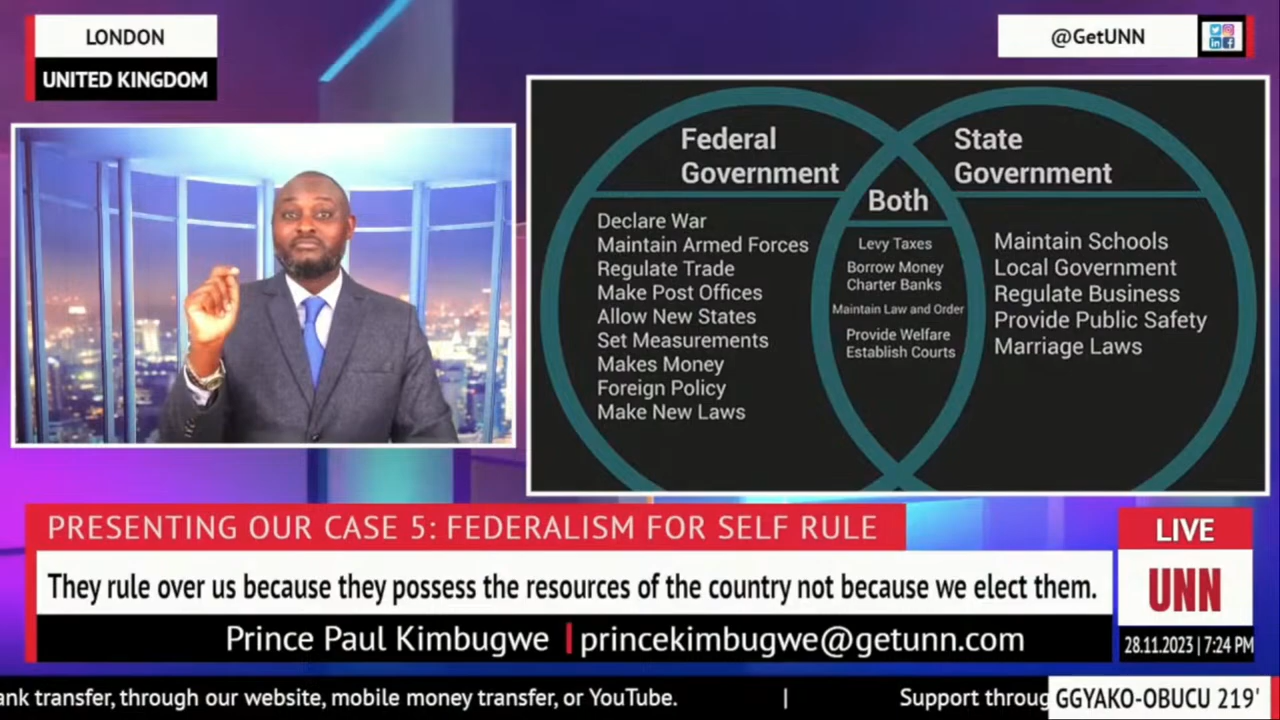 LONDON
UNITED KINGDOM
@GetUNN
Federal
Government
Declare War
Maintain Armed Forces
Regulate Trade
Make Post Offices
Allow New States
Set Measurements
Makes Money
Foreign Policy
Make New Laws
Both
Levy Taxes
Borrow Money
Charter Banks
Maintain Law and Order
Provide Welfare
Establish Courts
State
Government
Maintain Schools
Local Government
Regulate Business
Provide Public Safety
Marriage Laws
PRESENTING OUR CASE 5: FEDERALISM FOR SELF RULE
They rule over us because they possess the resources of the country not because we elect them.
Prince Paul Kimbugwe | princekimbugwe@getunn.com
LIVE
UNN
28.11.2023 | 7:24 PM
ank transfer, through our website, mobile money transfer, or YouTube. | Support throug
GGYAKO-OBUCU 219'